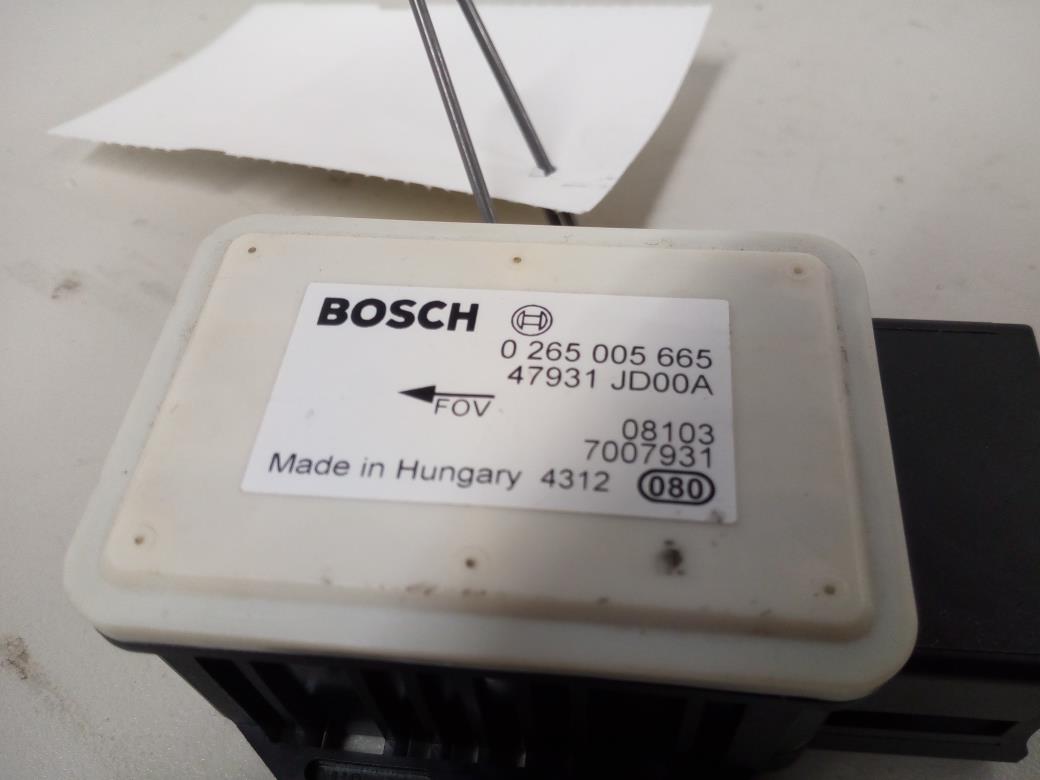 BOSCH
0 265 005 665
47931 JD00A
FOV
08103
7007931
Made in Hungary 4312 080